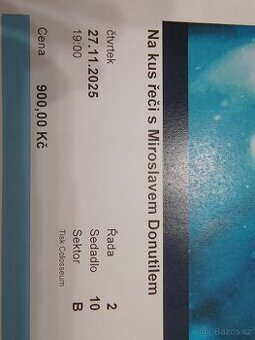 Na kus řeči s Miroslavem Donutilem
čtvrtek
27.11.2025
19:00
Řada 2
Sedadlo 10
Sektor B
Tisk Colosseum
Cena 900,00 Kč
© Bazos.cz